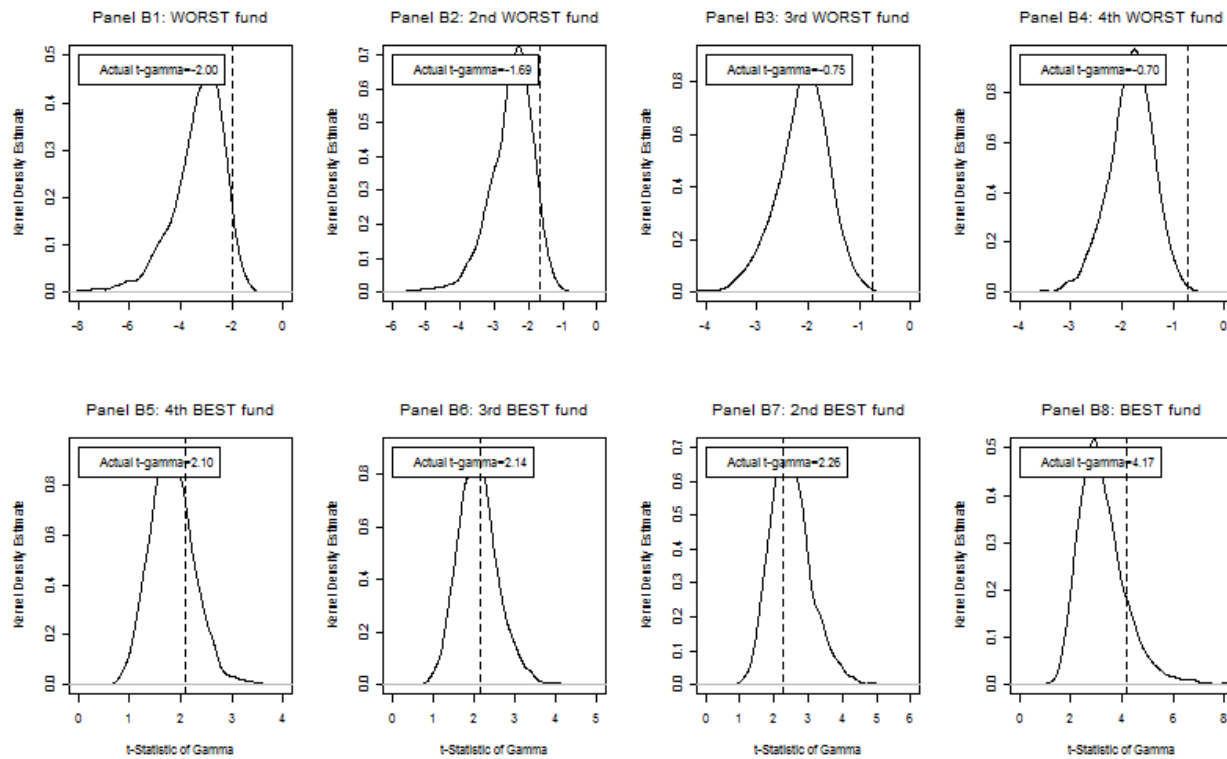 Panel B1: WORST fund
Panel B2: 2nd WORST fund
Panel B3: 3rd WORST fund
Panel B4: 4th WORST fund
Actual t-gamma=-2.00
Actual t-gamma=-1.69
Actual t-gamma=-0.75
Actual t-gamma=-0.70
Kernel Density Estimate
0.0 0.1 0.2 0.3 0.4 0.5
-8 -6 -4 -2 0
Kernel Density Estimate
0.0 0.1 0.2 0.3 0.4 0.5 0.6 0.7
-6 -5 -4 -3 -2 -1 0
Kernel Density Estimate
0.0 0.2 0.4 0.6 0.8
-4 -3 -2 -1 0
Kernel Density Estimate
0.0 0.2 0.4 0.6 0.8
-4 -3 -2 -1 0
Panel B5: 4th BEST fund
Panel B6: 3rd BEST fund
Panel B7: 2nd BEST fund
Panel B8: BEST fund
Actual t-gamma=2.10
Actual t-gamma=2.14
Actual t-gamma=2.26
Actual t-gamma=4.17
Kernel Density Estimate
0.0 0.2 0.4 0.6 0.8
0 1 2 3 4
t-Statistic of Gamma
Kernel Density Estimate
0.0 0.2 0.4 0.6 0.8
0 1 2 3 4 5
t-Statistic of Gamma
Kernel Density Estimate
0.0 0.1 0.2 0.3 0.4 0.5 0.6 0.7
0 1 2 3 4 5 6
t-Statistic of Gamma
Kernel Density Estimate
0.0 0.1 0.2 0.3 0.4 0.5
0 2 4 6 8
t-Statistic of Gamma